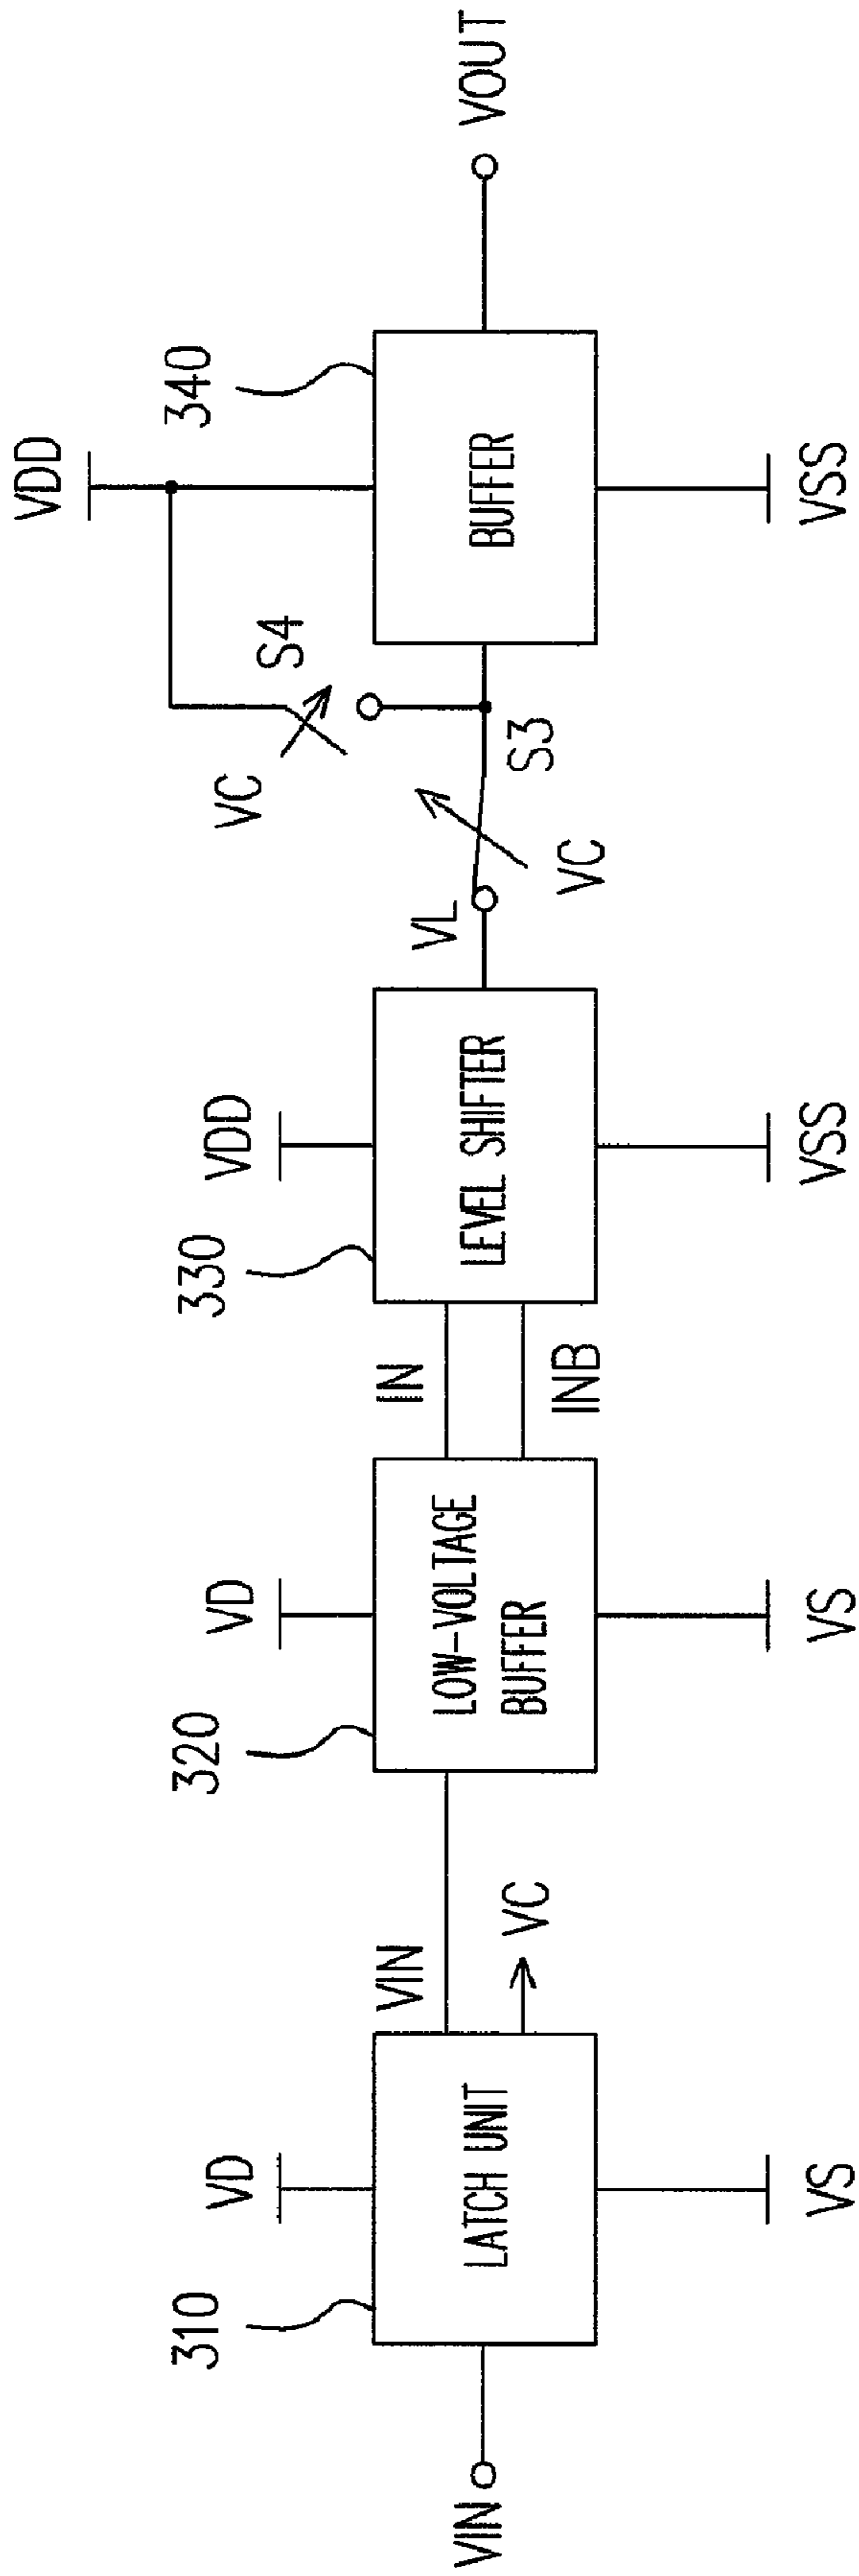 VDD
340
S4
VC
BUFFER
VOUT
S3
VC
VL
VSS
VDD
330
LEVEL SHIFTER
VSS
IN
INB
VD
320
LOW-VOLTAGE
BUFFER
VS
VIN
VC
VD
310
LATCH UNIT
VS
VIN